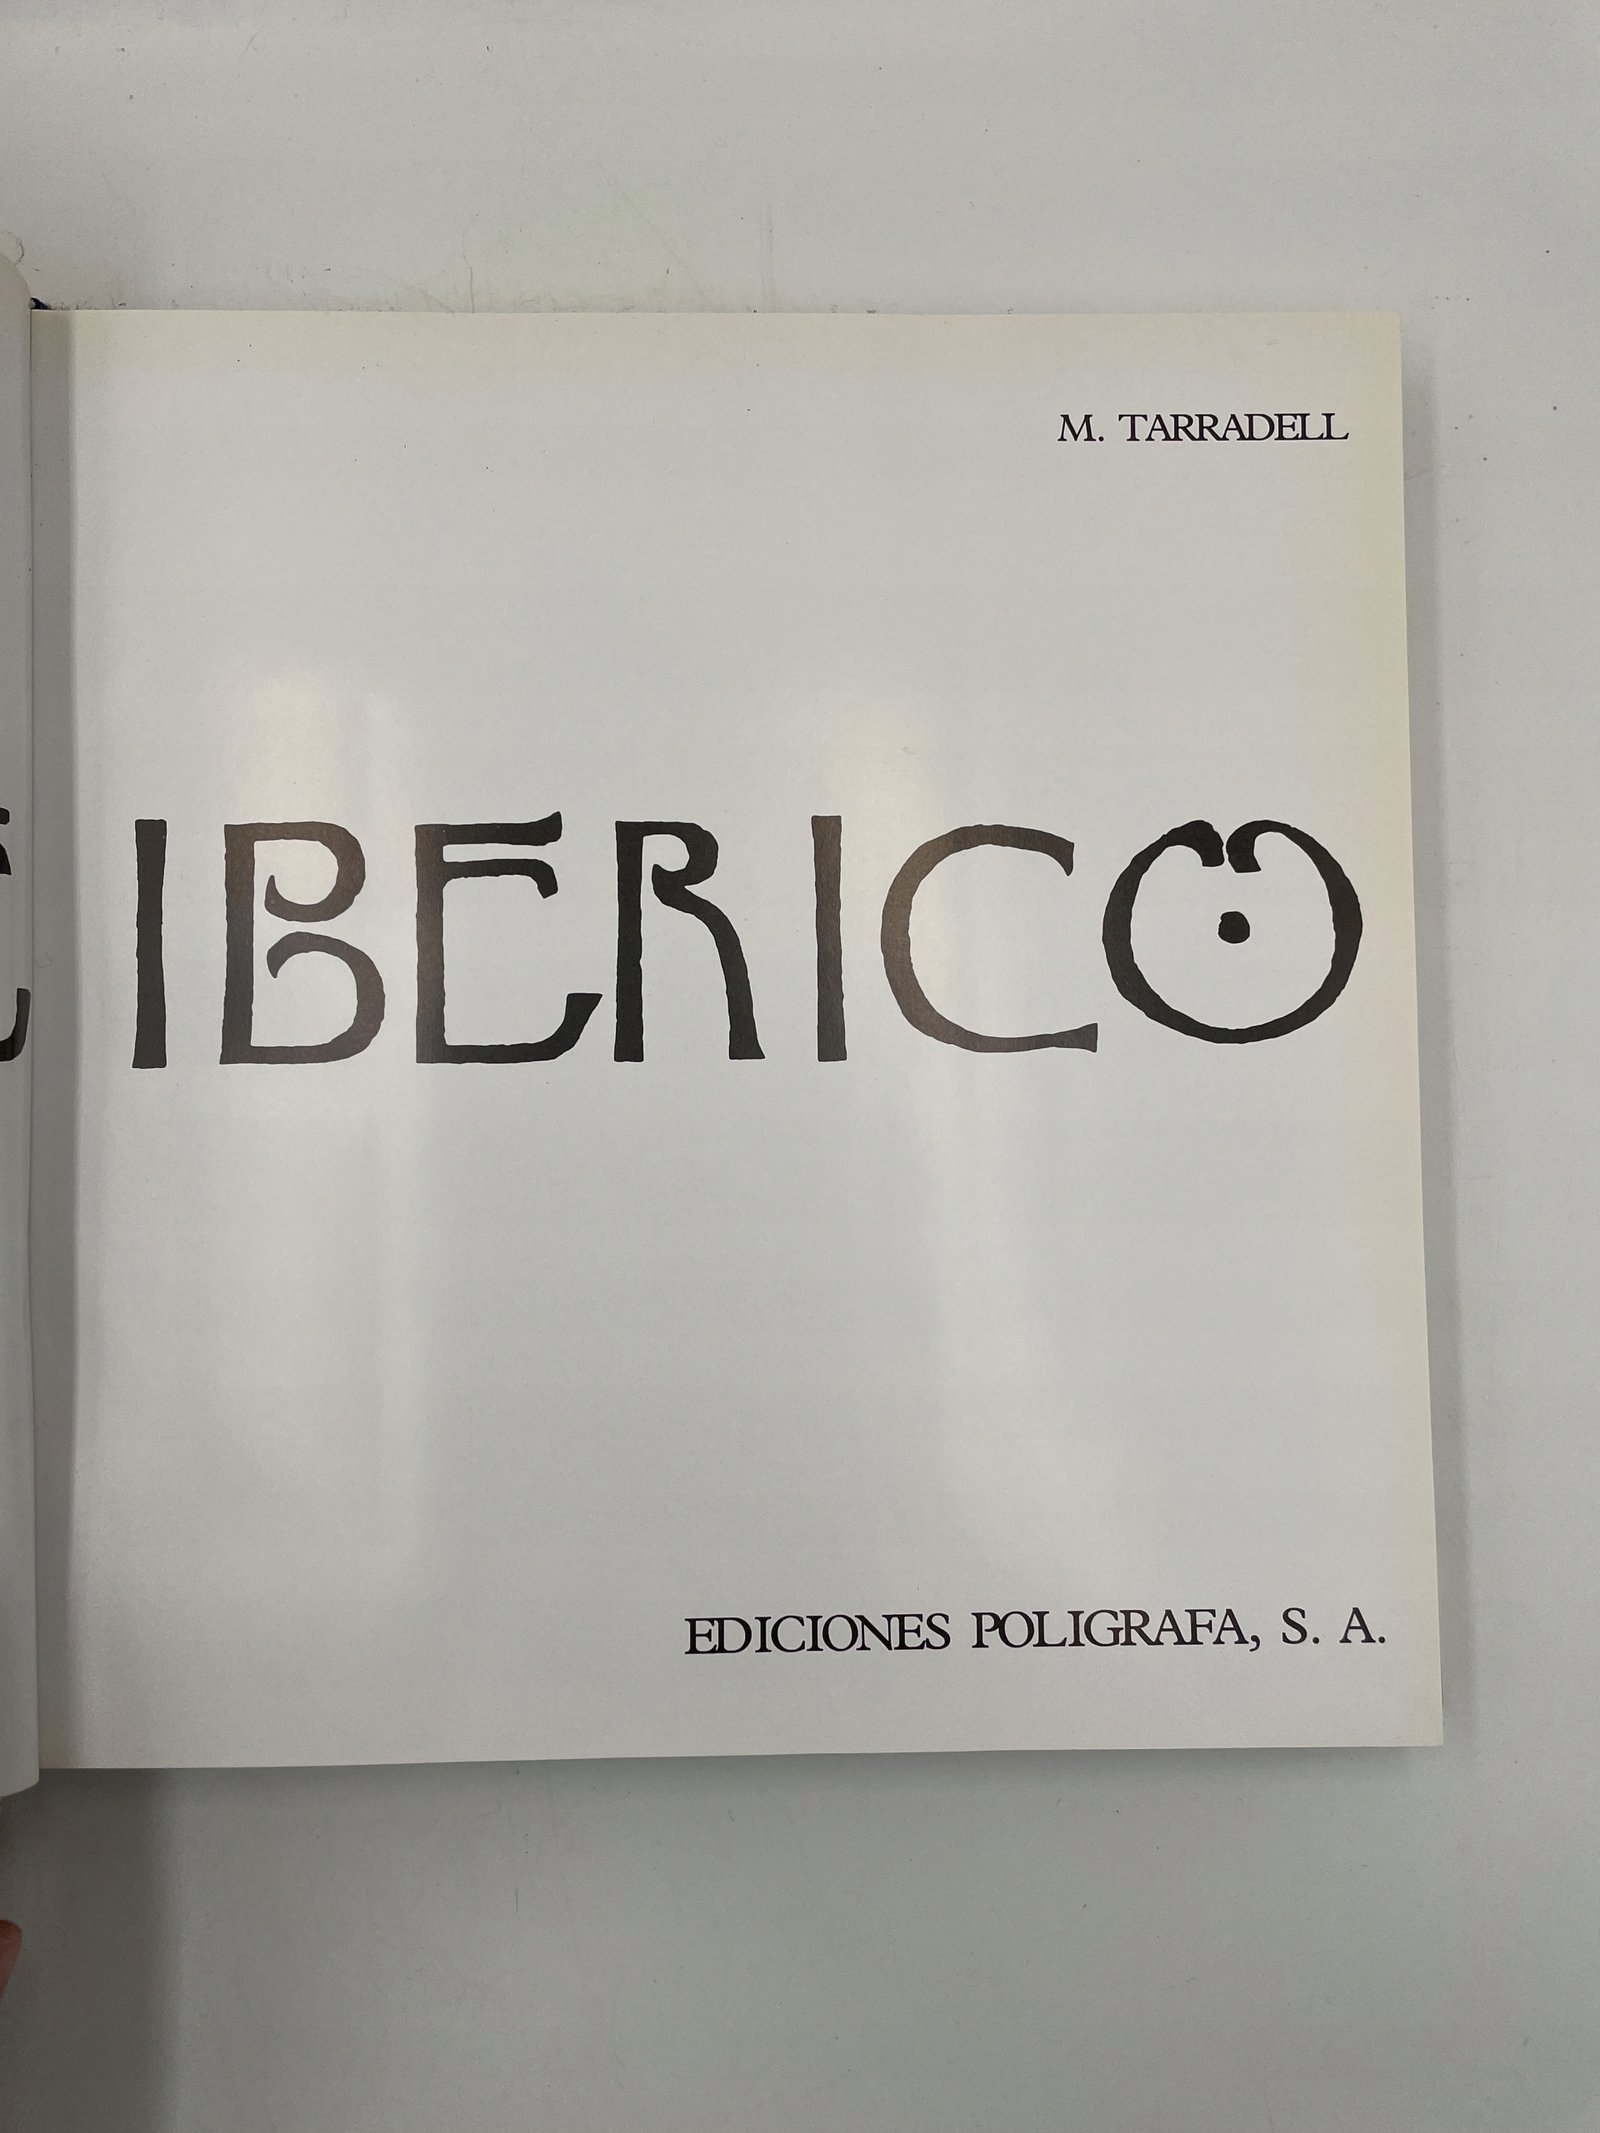 M. TARRADELL
IBERICO
EDICIONES POLIGRAFA, S. A.